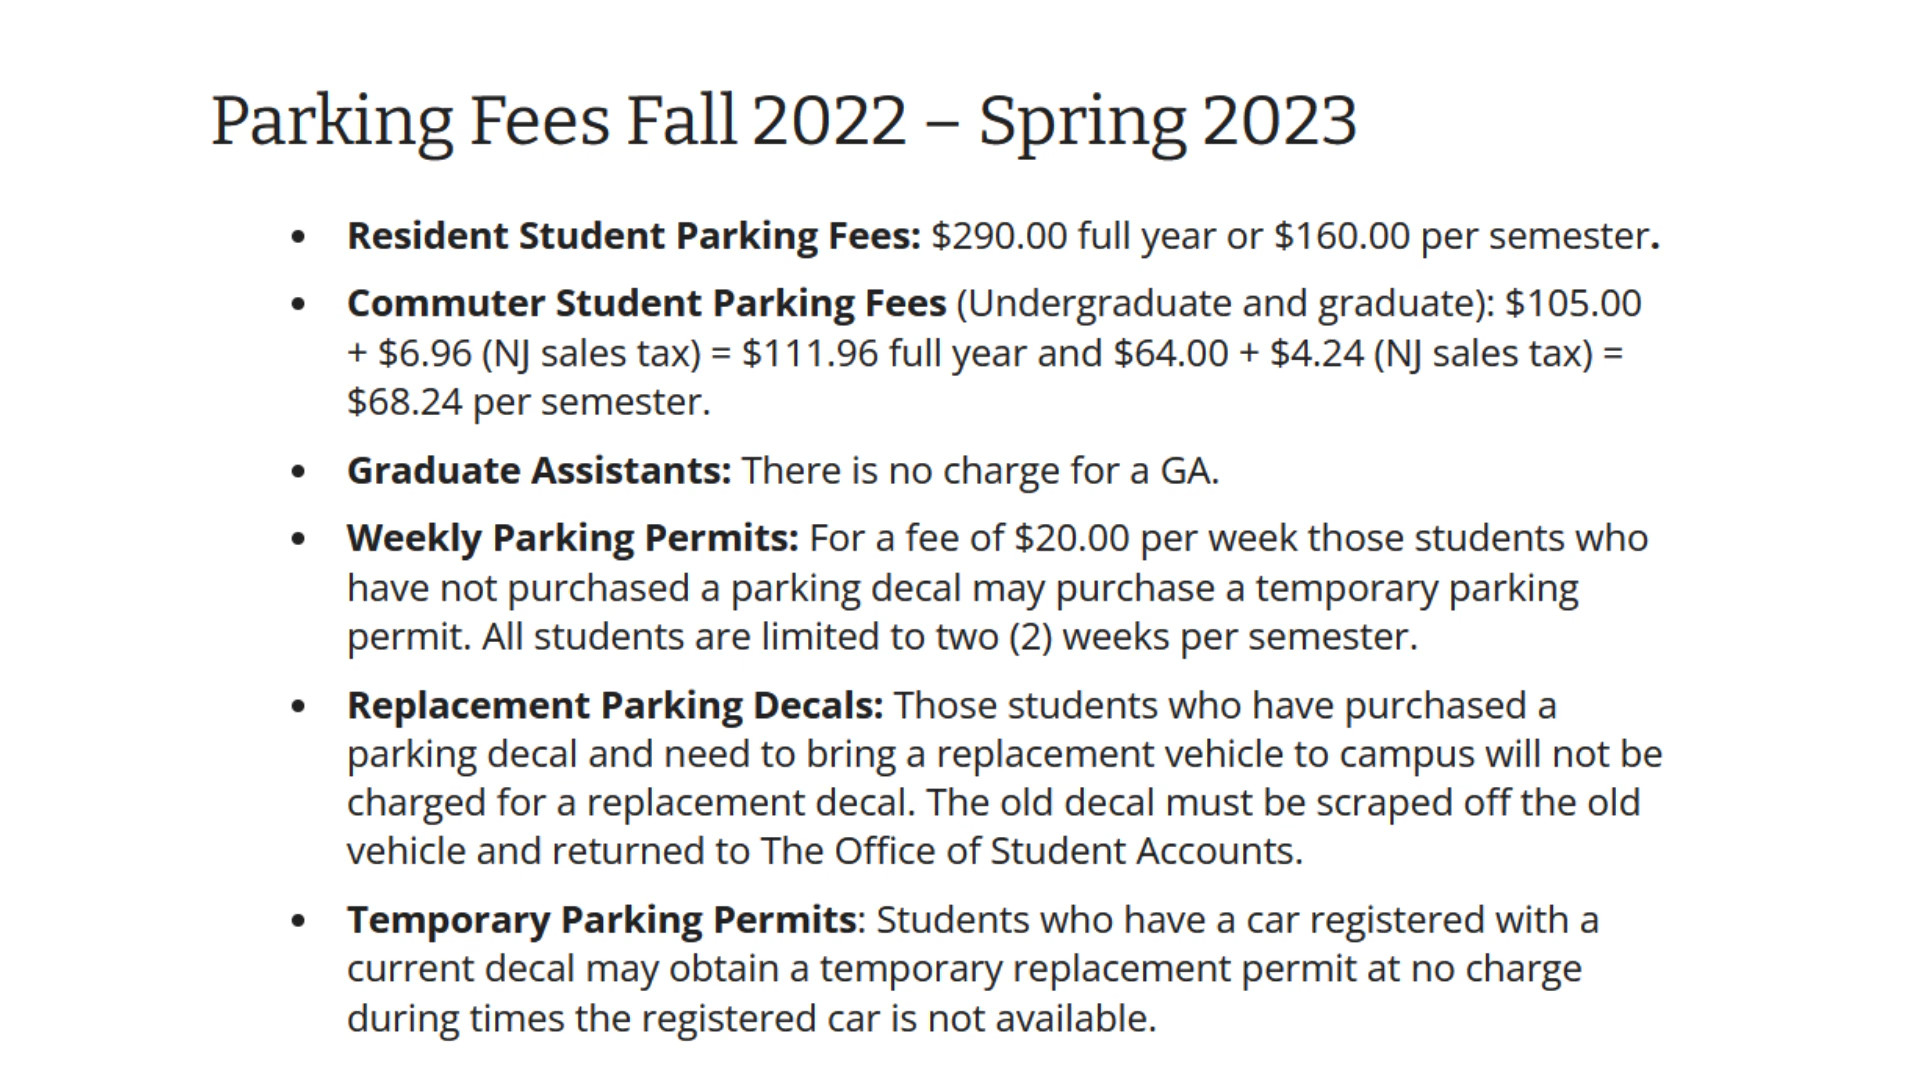 Parking Fees Fall 2022 – Spring 2023
• Resident Student Parking Fees: $290.00 full year or $160.00 per semester.
• Commuter Student Parking Fees (Undergraduate and graduate): $105.00
+ $6.96 (NJ sales tax) = $111.96 full year and $64.00 + $4.24 (NJ sales tax) =
$68.24 per semester.
• Graduate Assistants: There is no charge for a GA.
• Weekly Parking Permits: For a fee of $20.00 per week those students who
have not purchased a parking decal may purchase a temporary parking
permit. All students are limited to two (2) weeks per semester.
• Replacement Parking Decals: Those students who have purchased a
parking decal and need to bring a replacement vehicle to campus will not be
charged for a replacement decal. The old decal must be scraped off the old
vehicle and returned to The Office of Student Accounts.
• Temporary Parking Permits: Students who have a car registered with a
current decal may obtain a temporary replacement permit at no charge
during times the registered car is not available.